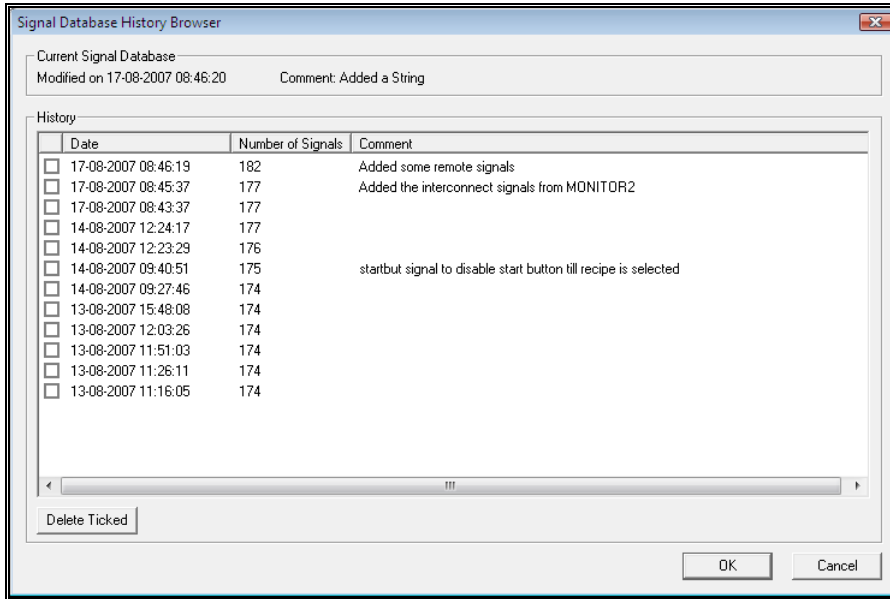 Signal Database History Browser
Current Signal Database
Modified on 17-08-2007 08:46:20 Comment: Added a String
History
Date Number of Signals Comment
17-08-2007 08:46:19 182 Added some remote signals
17-08-2007 08:45:37 177 Added the interconnect signals from MONITOR2
17-08-2007 08:43:37 177
14-08-2007 12:24:17 177
14-08-2007 12:23:29 176
14-08-2007 09:40:51 175 startbut signal to disable start button till recipe is selected
14-08-2007 09:27:46 174
13-08-2007 15:48:08 174
13-08-2007 12:03:26 174
13-08-2007 11:51:03 174
13-08-2007 11:26:11 174
13-08-2007 11:16:05 174
Delete Ticked
OK Cancel